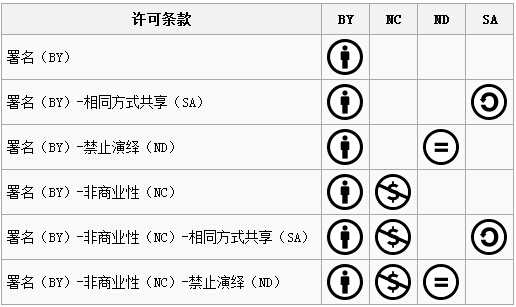 许可条款 BY NC ND SA
署名（BY）
署名（BY）-相同方式共享（SA）
署名（BY）-禁止演绎（ND）
署名（BY）-非商业性（NC）
署名（BY）-非商业性（NC）-相同方式共享（SA）
署名（BY）-非商业性（NC）-禁止演绎（ND）